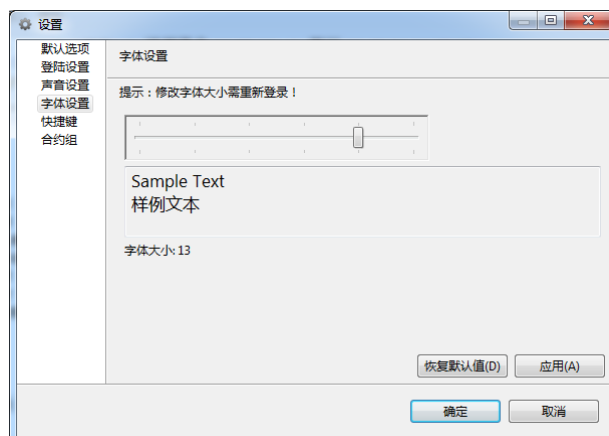 设置
默认选项
登陆设置
声音设置
字体设置
快捷键
合约组
字体设置
提示：修改字体大小需重新登录！
Sample Text
样例文本
字体大小: 13
恢复默认值(D)
应用(A)
确定
取消